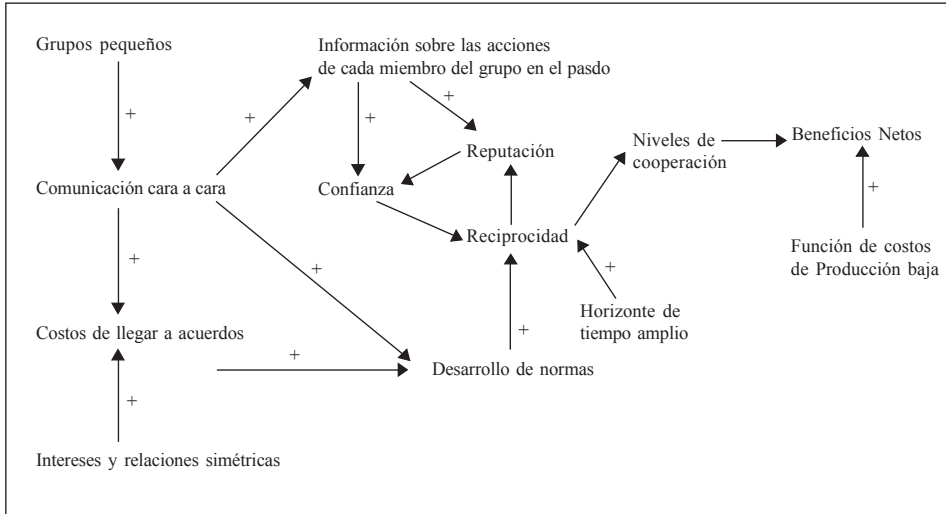 Grupos pequeños
Información sobre las acciones
de cada miembro del grupo en el pasdo
+
+
+
+
Niveles de
cooperación
Beneficios Netos
Reputación
Comunicación cara a cara
Confianza
+
Reciprocidad
Función de costos
de Producción baja
+
+
+
Horizonte de
tiempo amplio
Costos de llegar a acuerdos
+
+
Desarrollo de normas
+
Intereses y relaciones simétricas